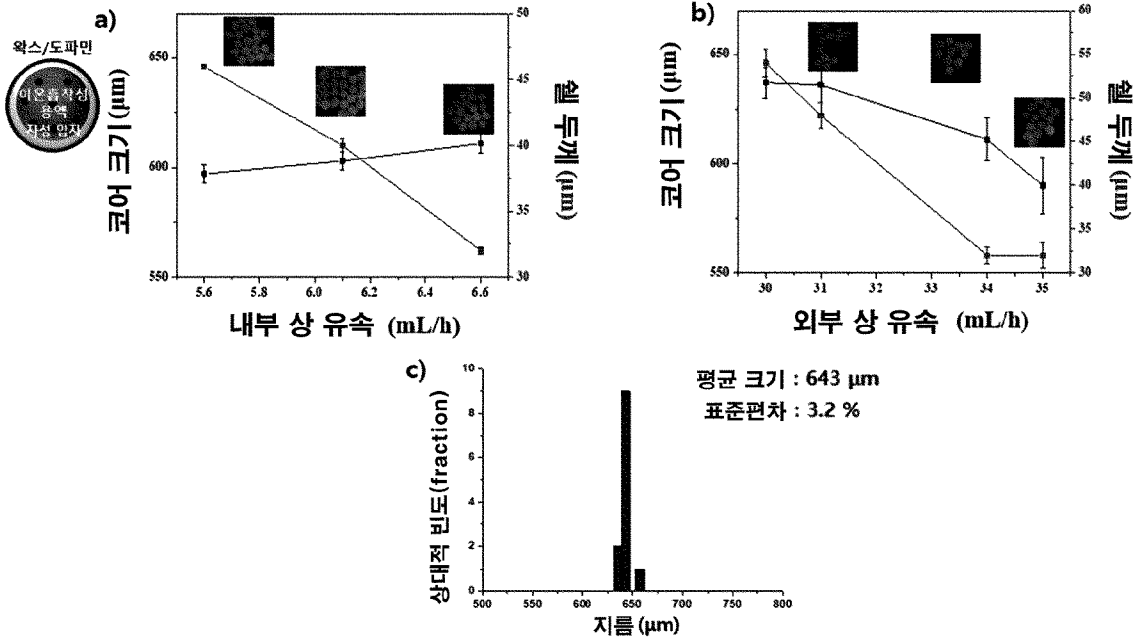 왁스/도파민
이온흡착성
용액
자성 입자
a)
코어 크기(μm)
650
600
550
50
45
40
35
30
쉘 두께(μm)
5.6 5.8 6.0 6.2 6.4 6.6
내부 상 유속 (mL/h)
b)
코어 크기(μm)
650
600
550
60
55
50
45
40
35
30
쉘 두께(μm)
30 31 32 33 34 35
외부 상 유속 (mL/h)
c)
상대적 빈도(fraction)
10
8
6
4
2
0
500 550 600 650 700 750 800
지름(μm)
평균 크기 : 643 μm
표준편차 : 3.2 %